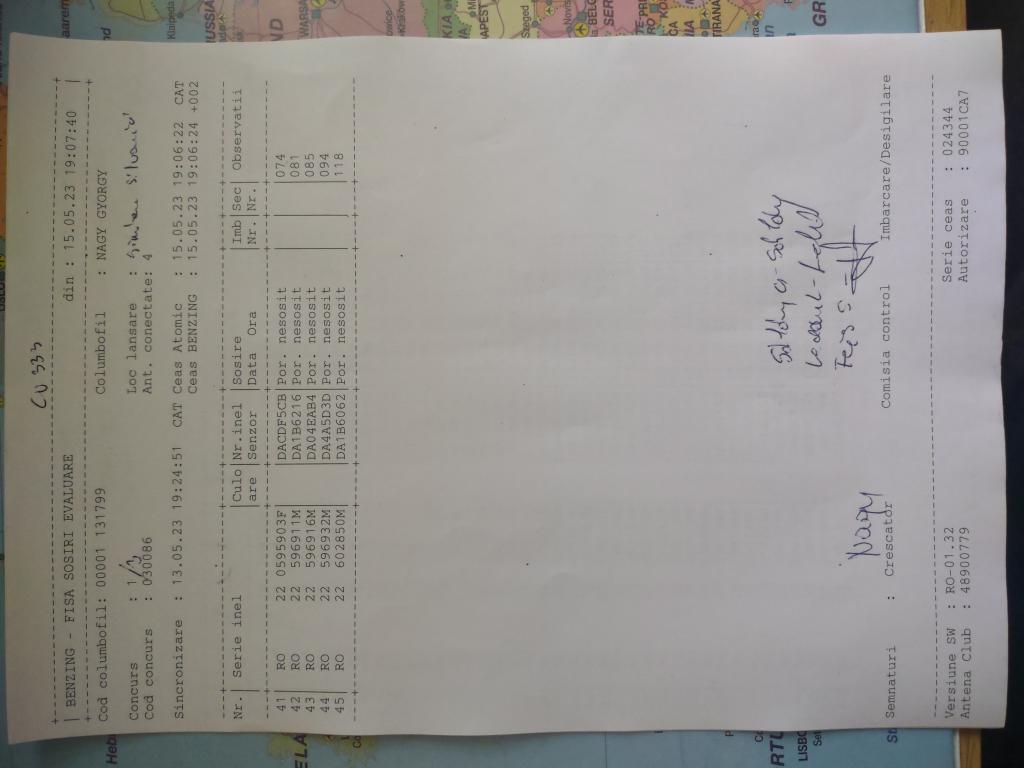 CU 333
BENZING - FISA SOSIRI EVALUARE din : 15.05.23 19:07:40
Cod columbofil: 00001 131799 Columbofil : NAGY GYORGY
Concurs : 1/3 Loc lansare :
Cod concurs : 030086 Ant. conectate: 4
Sincronizare : 13.05.23 19:24:51 CAT Ceas Atomic : 15.05.23 19:06:22 CAT
Ceas BENZING : 15.05.23 19:06:24 +002
Nr.| Serie inel |Culo|Nr.inel |Sosire |Imb|Sec| Observatii
|are |Senzor |Data Ora |Nr.|Nr.|
41 | RO 22 0595903F | |DACDF5CB|Por. nesosit | |074|
42 | RO 22 596911M | |DA1B6216|Por. nesosit | |081|
43 | RO 22 596916M | |DA04EAB4|Por. nesosit | |085|
44 | RO 22 596932M | |DA4A5D3D|Por. nesosit | |094|
45 | RO 22 602850M | |DA1B6062|Por. nesosit | |118|
Nagy
Semnaturi : Crescator Comisia control Imbarcare/Desigilare
Versiune SW : RO-01.32 Serie ceas : 024344
Antena Club : 48900779 Autorizare : 90001CA7